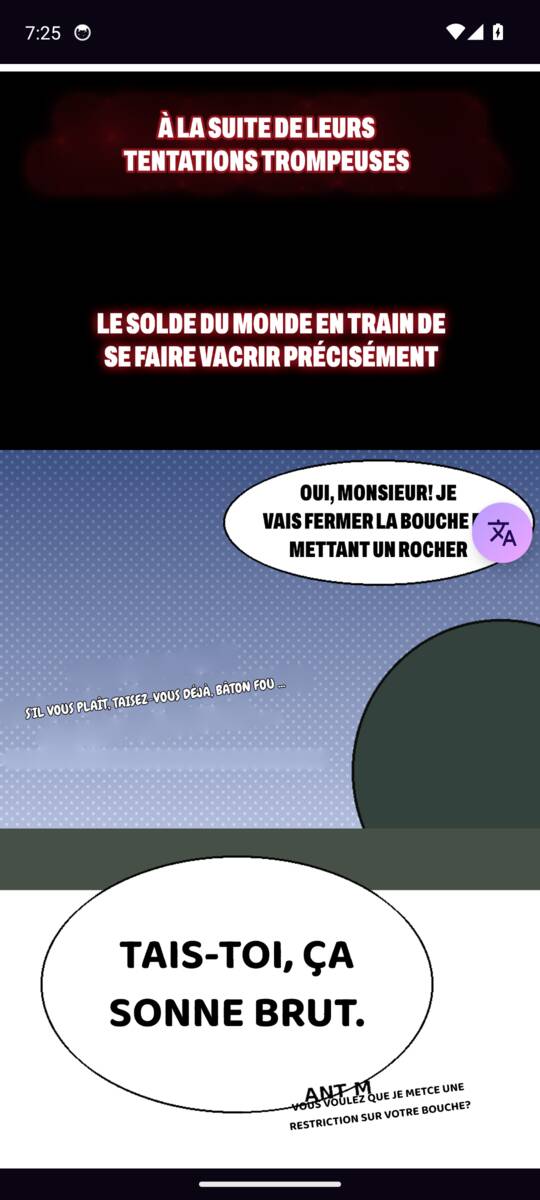 7:25
À LA SUITE DE LEURS
TENTATIONS TROMPEUSES
LE SOLDE DU MONDE EN TRAIN DE
SE FAIRE VACRIR PRÉCISÉMENT
OUI, MONSIEUR! JE
VAIS FERMER LA BOUCHE
METTANT UN ROCHER
S'IL VOUS PLAÎT, TAISEZ-VOUS DÉJÀ, BÂTON FOU ...
TAIS-TOI, ÇA
SONNE BRUT.
ANT M
VOUS VOULEZ QUE JE METCE UNE
RESTRICTION SUR VOTRE BOUCHE?